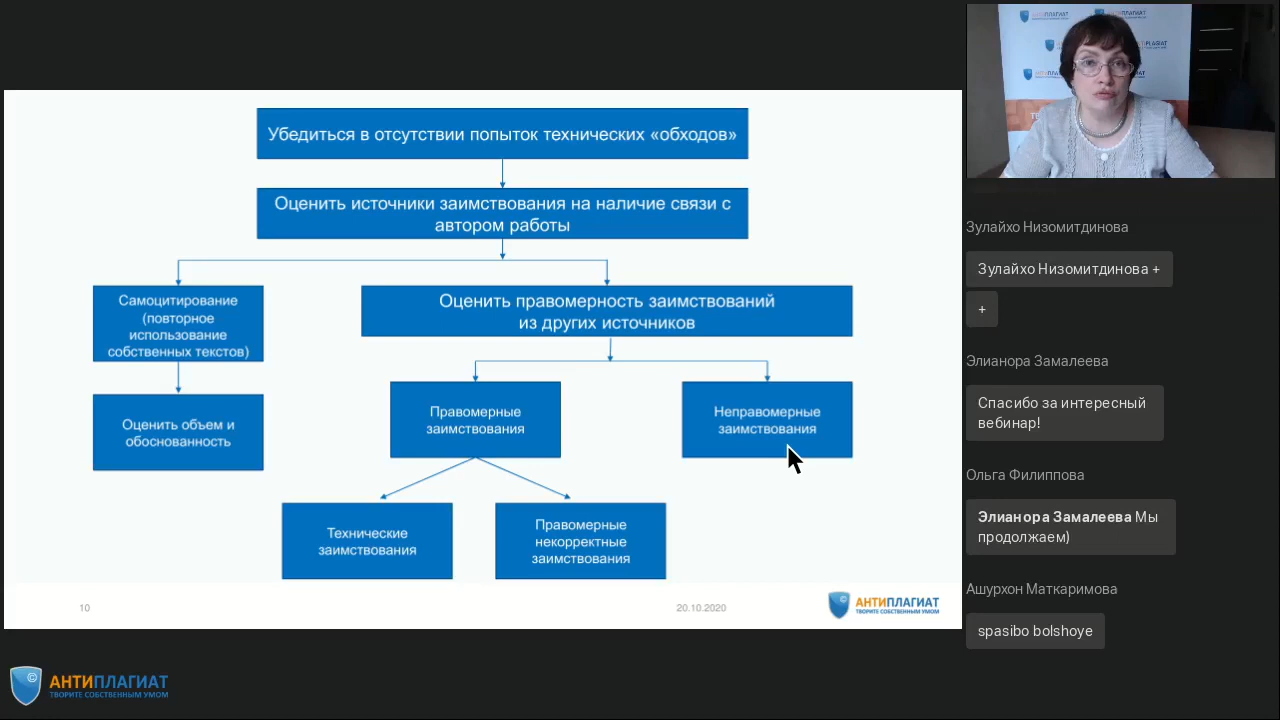 Убедиться в отсутствии попыток технических «обходов»
Оценить источники заимствования на наличие связи с
автором работы
Самоцитирование
(повторное
использование
собственных текстов)
Оценить правомерность заимствований
из других источников
Оценить объем и
обоснованность
Правомерные
заимствования
Неправомерные
заимствования
Технические
заимствования
Правомерные
некорректные
заимствования
10
20.10.2020
АНТИПЛАГИАТ
ТВОРИТЕ СОБСТВЕННЫМ УМОМ
АНТИПЛАГИАТ
ТВОРИТЕ СОБСТВЕННЫМ УМОМ
Зулайхо Низомитдинова
Зулайхо Низомитдинова +
+
Элианора Замалеева
Спасибо за интересный
вебинар!
Ольга Филиппова
Элианора Замалеева Мы
продолжаем)
Ашурхон Маткаримова
spasibo bolshoye